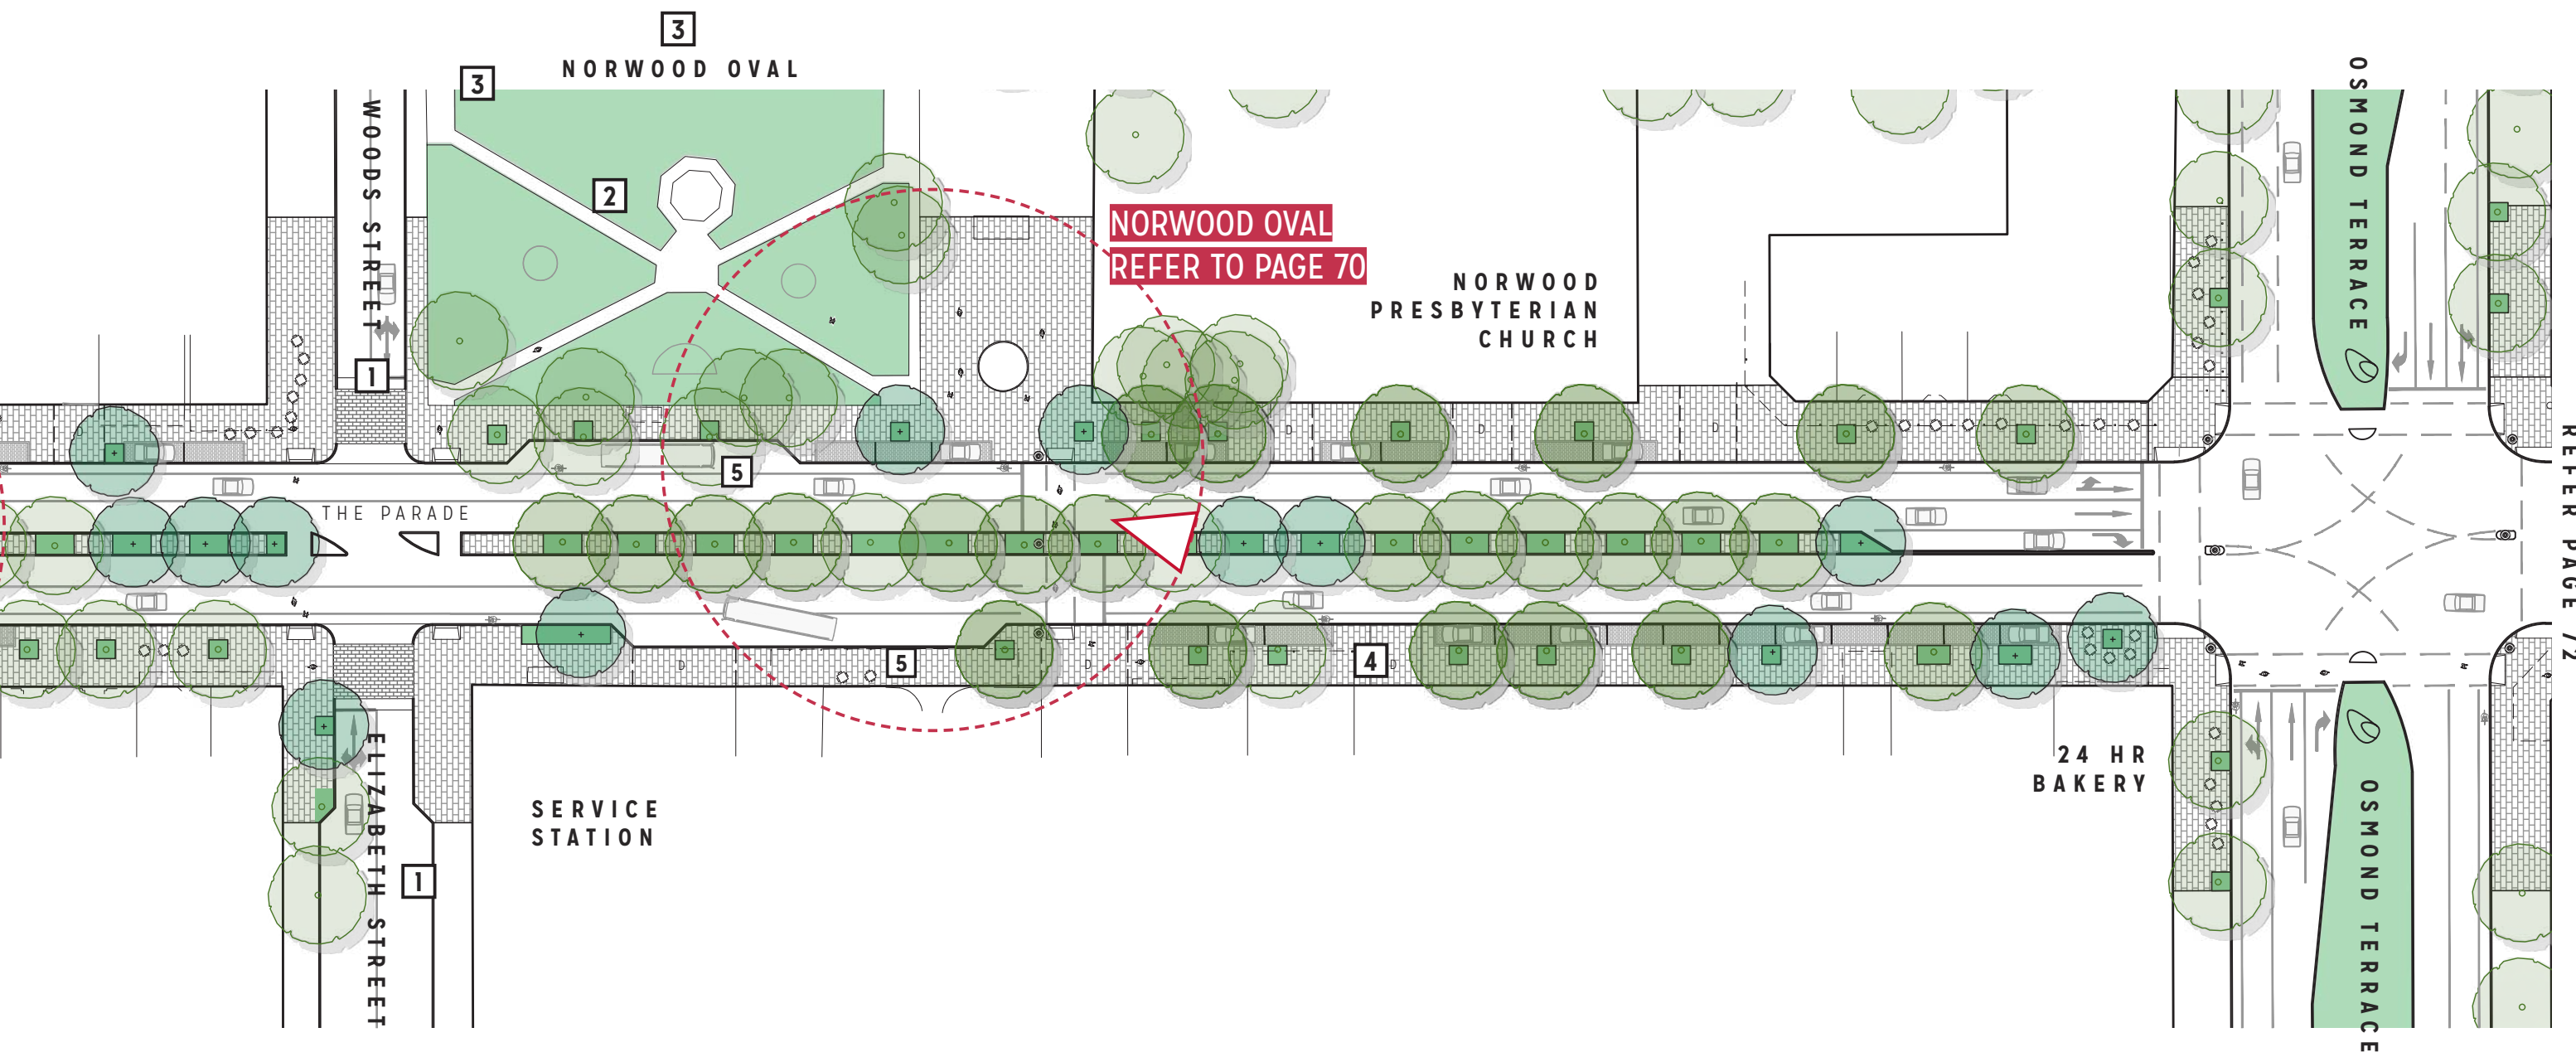 3
NORWOOD OVAL
3
WOODS STREET
2
NORWOOD OVAL
REFER TO PAGE 70
NORWOOD
PRESBYTERIAN
CHURCH
OSMOND TERRACE
1
D
D
D
5
THE PARADE
REFER PAGE 72
D
5
D
4
D
ELIZABETH STREET
1
SERVICE
STATION
24 HR
BAKERY
OSMOND TERRACE